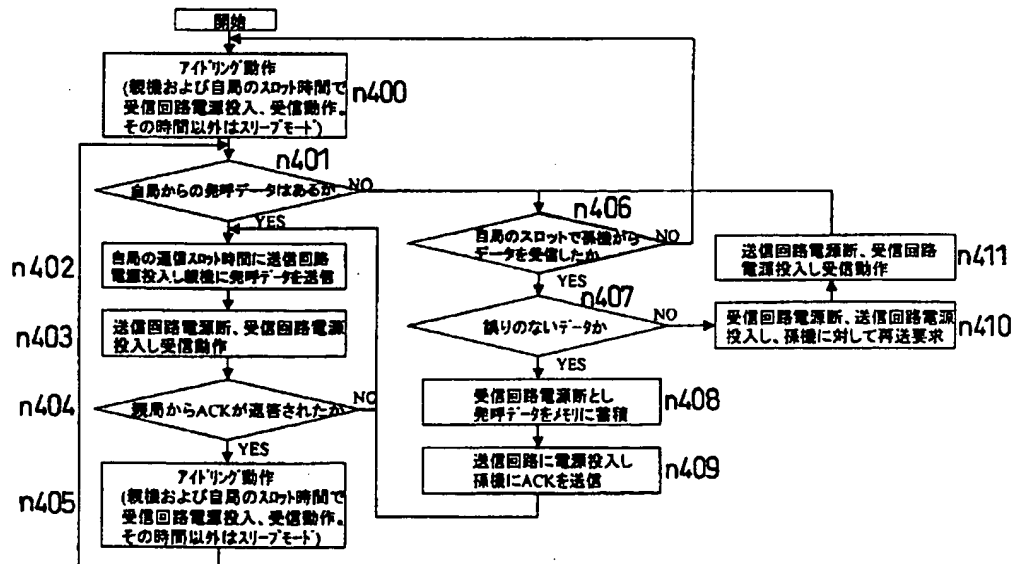 開始
アイドリング動作
(親機および自局のスロット時間で
受信回路電源投入、受信動作。
その時間以外はスリープモード)
n400
n401
自局からの発呼データはあるか
NO
YES
n402
自局の返信スロット時間に送信回路
電源投入し親機に発呼データを送信
n403
送信回路電源断、受信回路電源
投入し受信動作
n404
親局からACKが返答されたか
NO
YES
n405
アイドリング動作
(親機および自局のスロット時間で
受信回路電源投入、受信動作。
その時間以外はスリープモード)
n406
自局のスロットで孫機から
データを受信したか
NO
YES
n407
誤りのないデータか
NO
YES
受信回路電源断とし
発呼データをメモリに蓄積
n408
送信回路に電源投入し
孫機にACKを送信
n409
受信回路電源断、送信回路電源
投入し、孫機に対して再送要求
n410
送信回路電源断、受信回路
電源投入し受信動作
n411